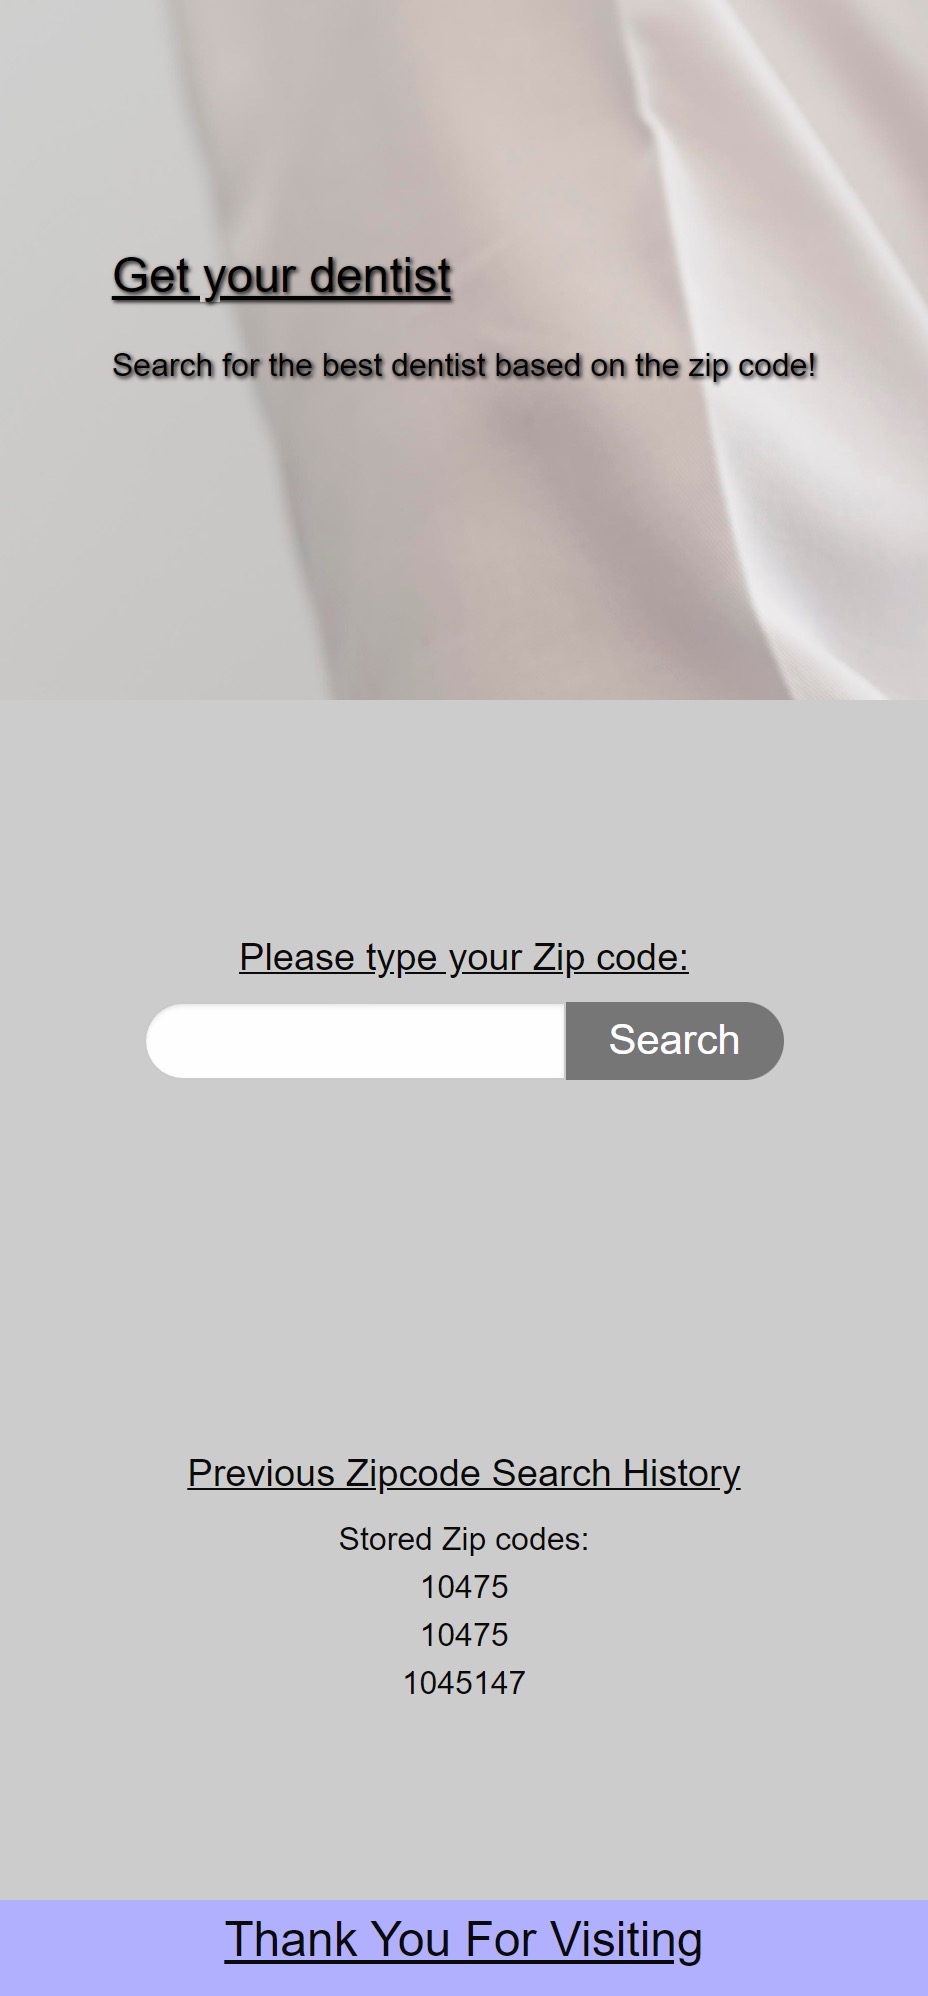 Get your dentist
Search for the best dentist based on the zip code!
Please type your Zip code:
Search
Previous Zipcode Search History
Stored Zip codes:
10475
10475
1045147
Thank You For Visiting